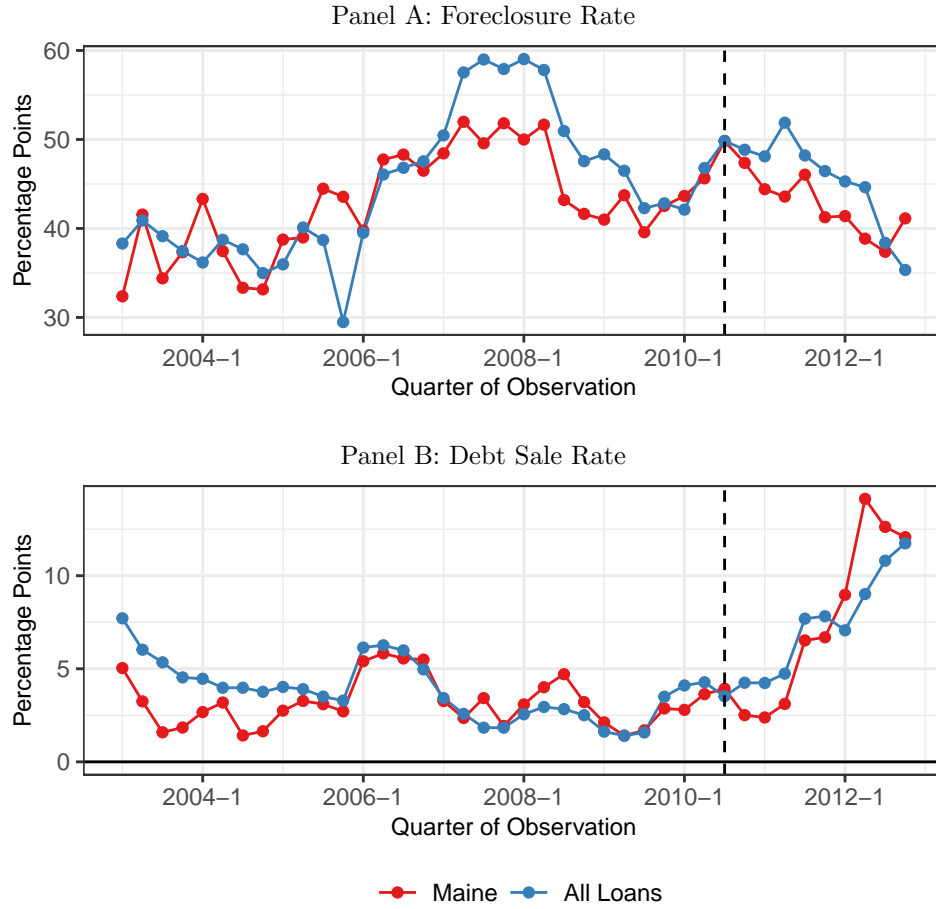 Panel A: Foreclosure Rate
Percentage Points
60
50
40
30
2004−1
2006−1
2008−1
2010−1
2012−1
Quarter of Observation
Panel B: Debt Sale Rate
Percentage Points
10
5
0
2004−1
2006−1
2008−1
2010−1
2012−1
Quarter of Observation
Maine
All Loans